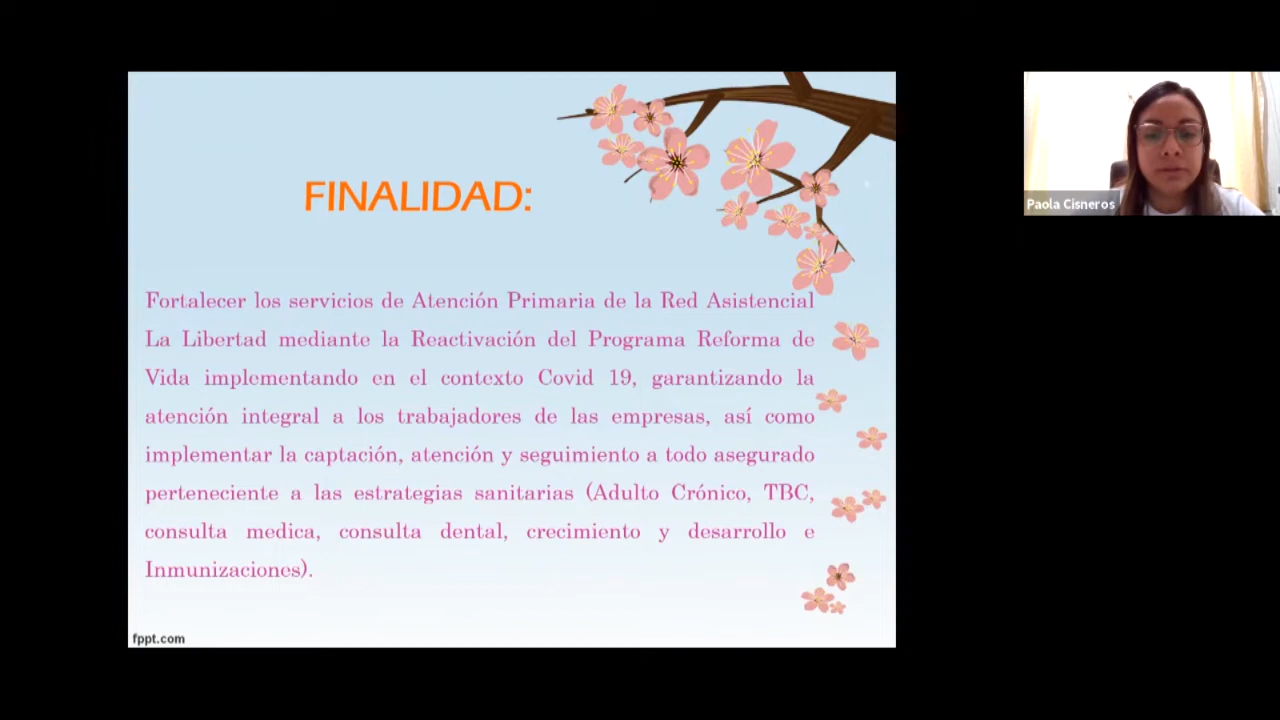 FINALIDAD:
Fortalecer los servicios de Atención Primaria de la Red Asistencial
La Libertad mediante la Reactivación del Programa Reforma de
Vida implementando en el contexto Covid 19, garantizando la
atención integral a los trabajadores de las empresas, así como
implementar la captación, atención y seguimiento a todo asegurado
perteneciente a las estrategias sanitarias (Adulto Crónico, TBC,
consulta medica, consulta dental, crecimiento y desarrollo e
Inmunizaciones).
fppt.com
Paola Cisneros